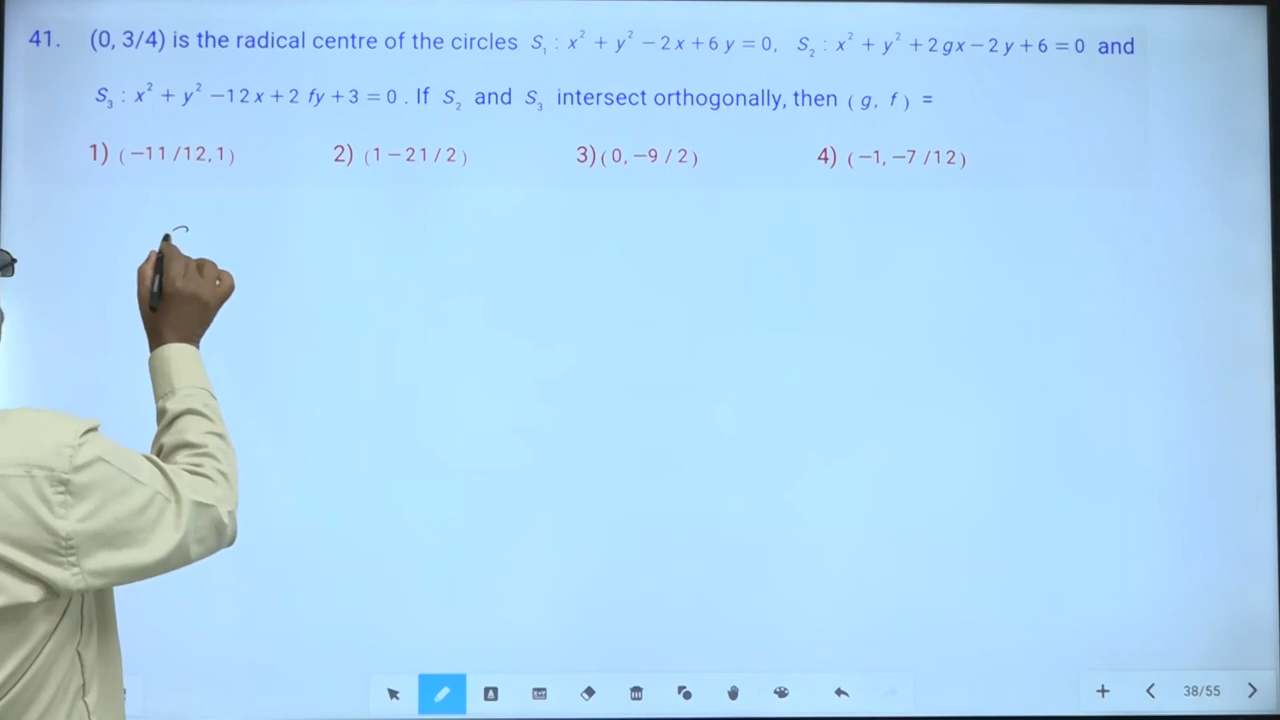 41. (0, 3/4) is the radical centre of the circles S₁ : x² + y² − 2x + 6y = 0, S₂ : x² + y² + 2gx − 2y + 6 = 0 and
S₃ : x² + y² − 12x + 2fy + 3 = 0. If S₂ and S₃ intersect orthogonally, then (g, f) =
1) (−11/12, 1) 2) (1 − 21/2) 3) (0, −9/2) 4) (−1, −7/12)
38/55